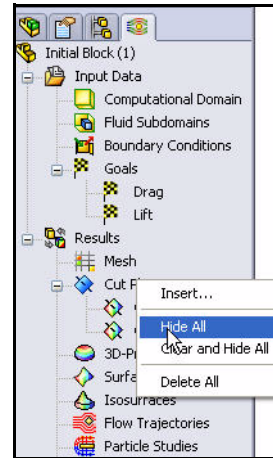 Initial Block (1)
Input Data
Computational Domain
Fluid Subdomains
Boundary Conditions
Goals
Drag
Lift
Results
Mesh
Cut
Insert...
Hide All
Clear and Hide All
Delete All
Isosurfaces
Flow Trajectories
Particle Studies